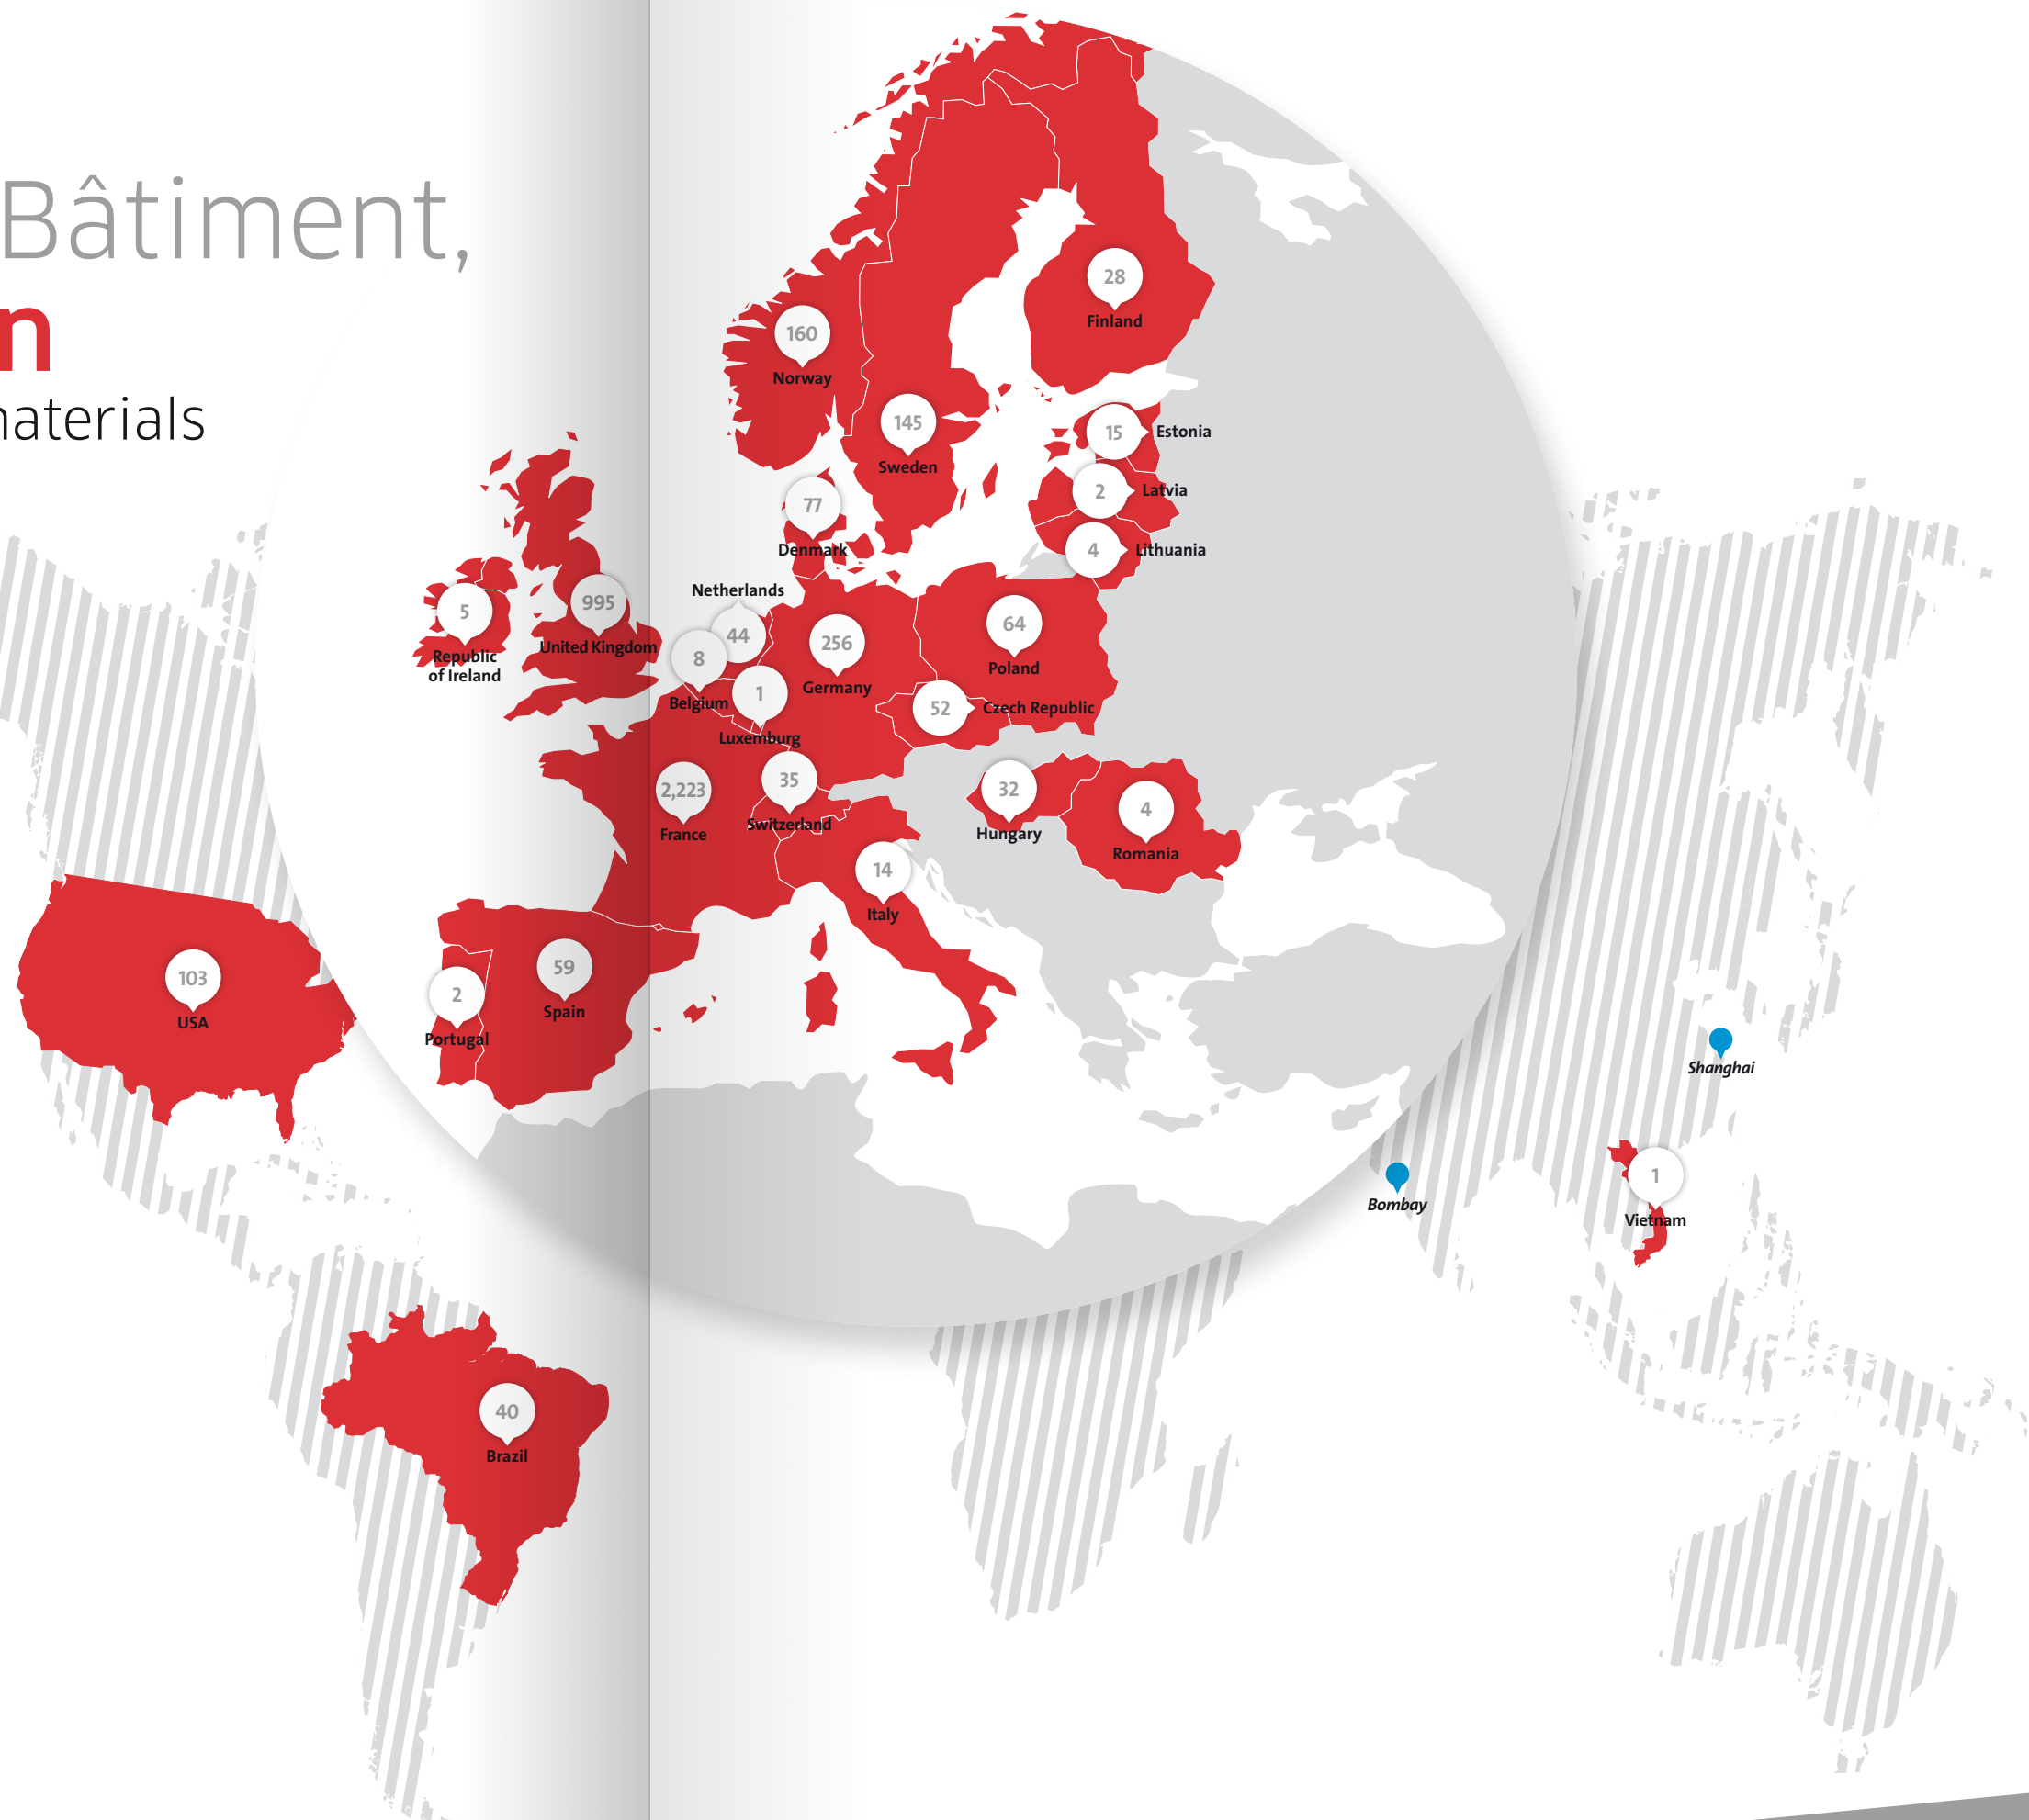 Bâtiment,
n
materials
28
Finland
160
Norway
145
Sweden
15
Estonia
2
Latvia
4
Lithuania
77
Denmark
Netherlands
44
5
Republic
of Ireland
995
United Kingdom
8
Belgium
256
Germany
64
Poland
1
Luxemburg
52
Czech Republic
2,223
France
35
Switzerland
32
Hungary
4
Romania
14
Italy
103
USA
2
Portugal
59
Spain
Shanghai
Bombay
1
Vietnam
40
Brazil